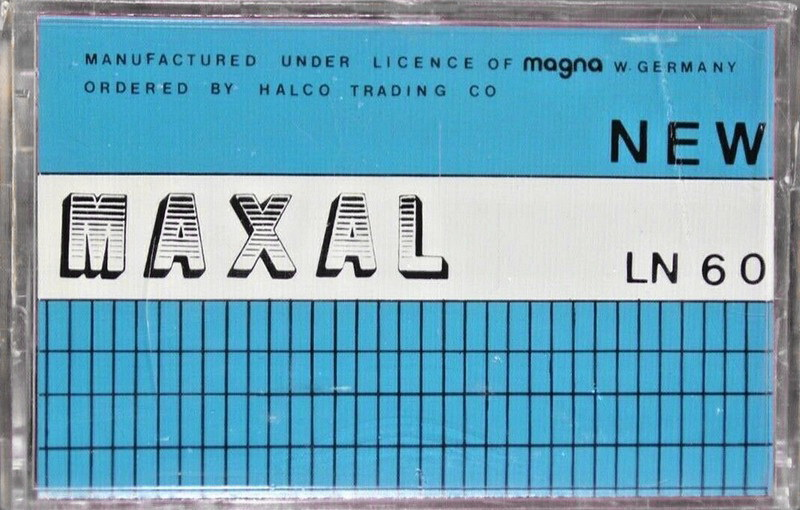 MANUFACTURED UNDER LICENCE OF magna W. GERMANY
ORDERED BY HALCO TRADING CO
NEW
MAXAL
LN 60